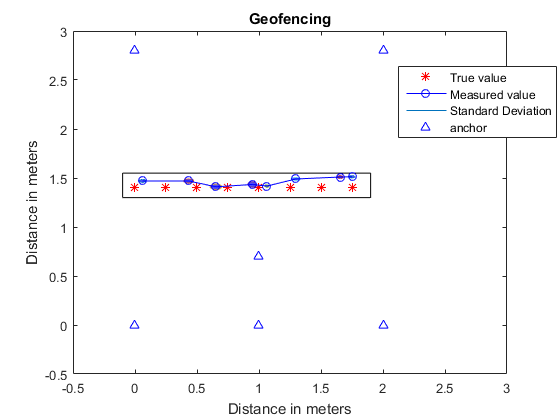 Geofencing
3
2.5
2
1.5
1
0.5
0
-0.5
Distance in meters
True value
Measured value
Standard Deviation
anchor
-0.5 0 0.5 1 1.5 2 2.5 3
Distance in meters